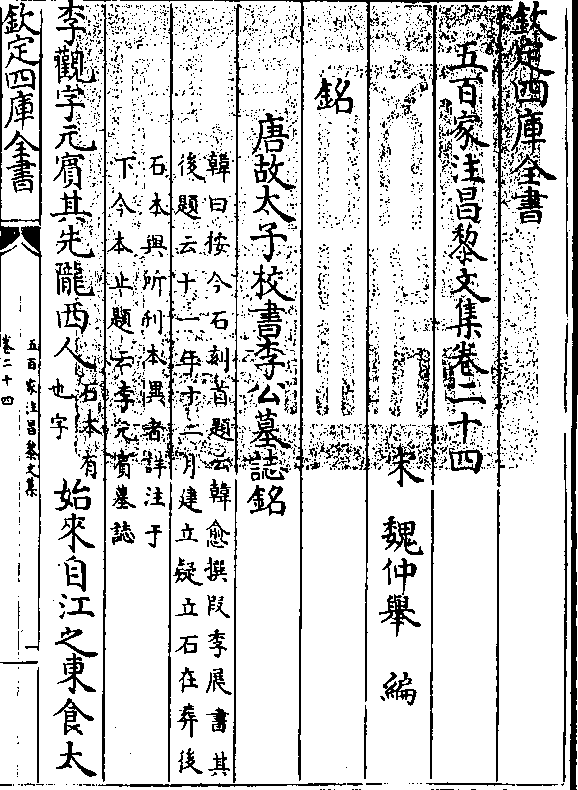 欽定四庫全書
五百家注昌黎文集卷二十四
宋 魏仲舉 編
銘
唐故太子校書李公墓誌銘
韓曰按今石刻首題云韓愈撰段季展書其
後題云十一年十二月建立疑立石在葬後
石本與所刋本異者詳注于
下今本止題云李元賓墓誌
李觀字元賓其先隴西人石本有也字始來自江之東食太
欽定四庫全書
五百家注昌黎文集
卷二十四
一